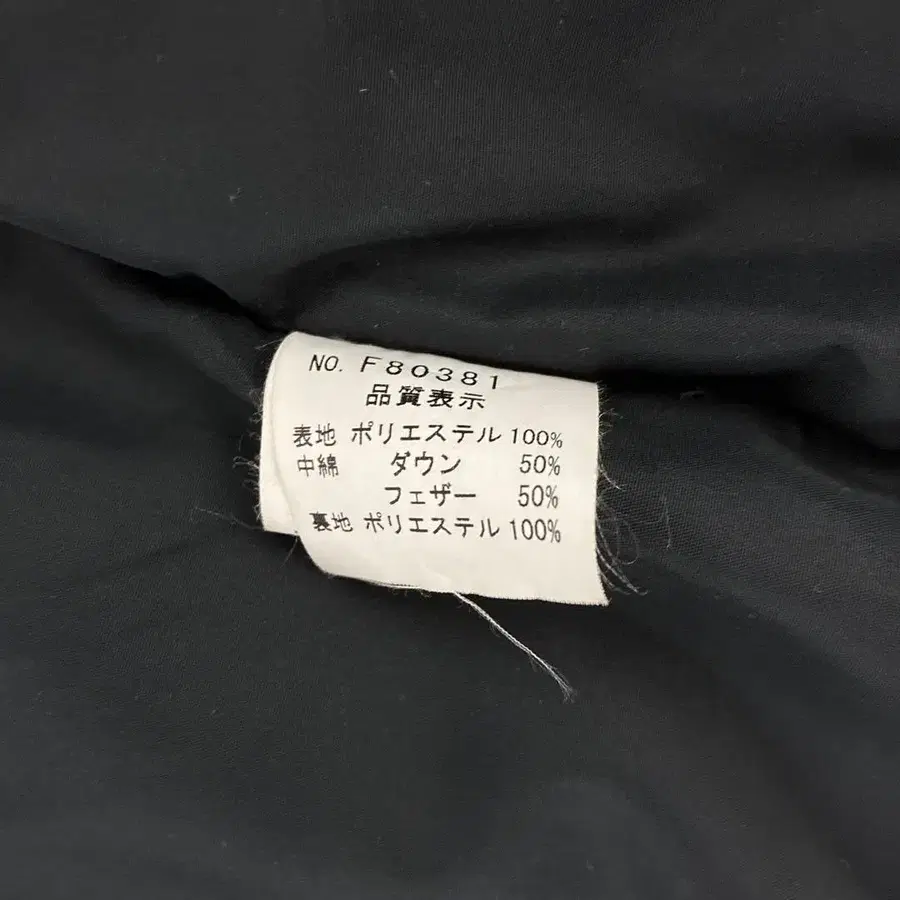 NO. F80381
品質表示
表地 ポリエステル 100%
中綿 ダウン 50%
フェザー 50%
裏地 ポリエステル 100%